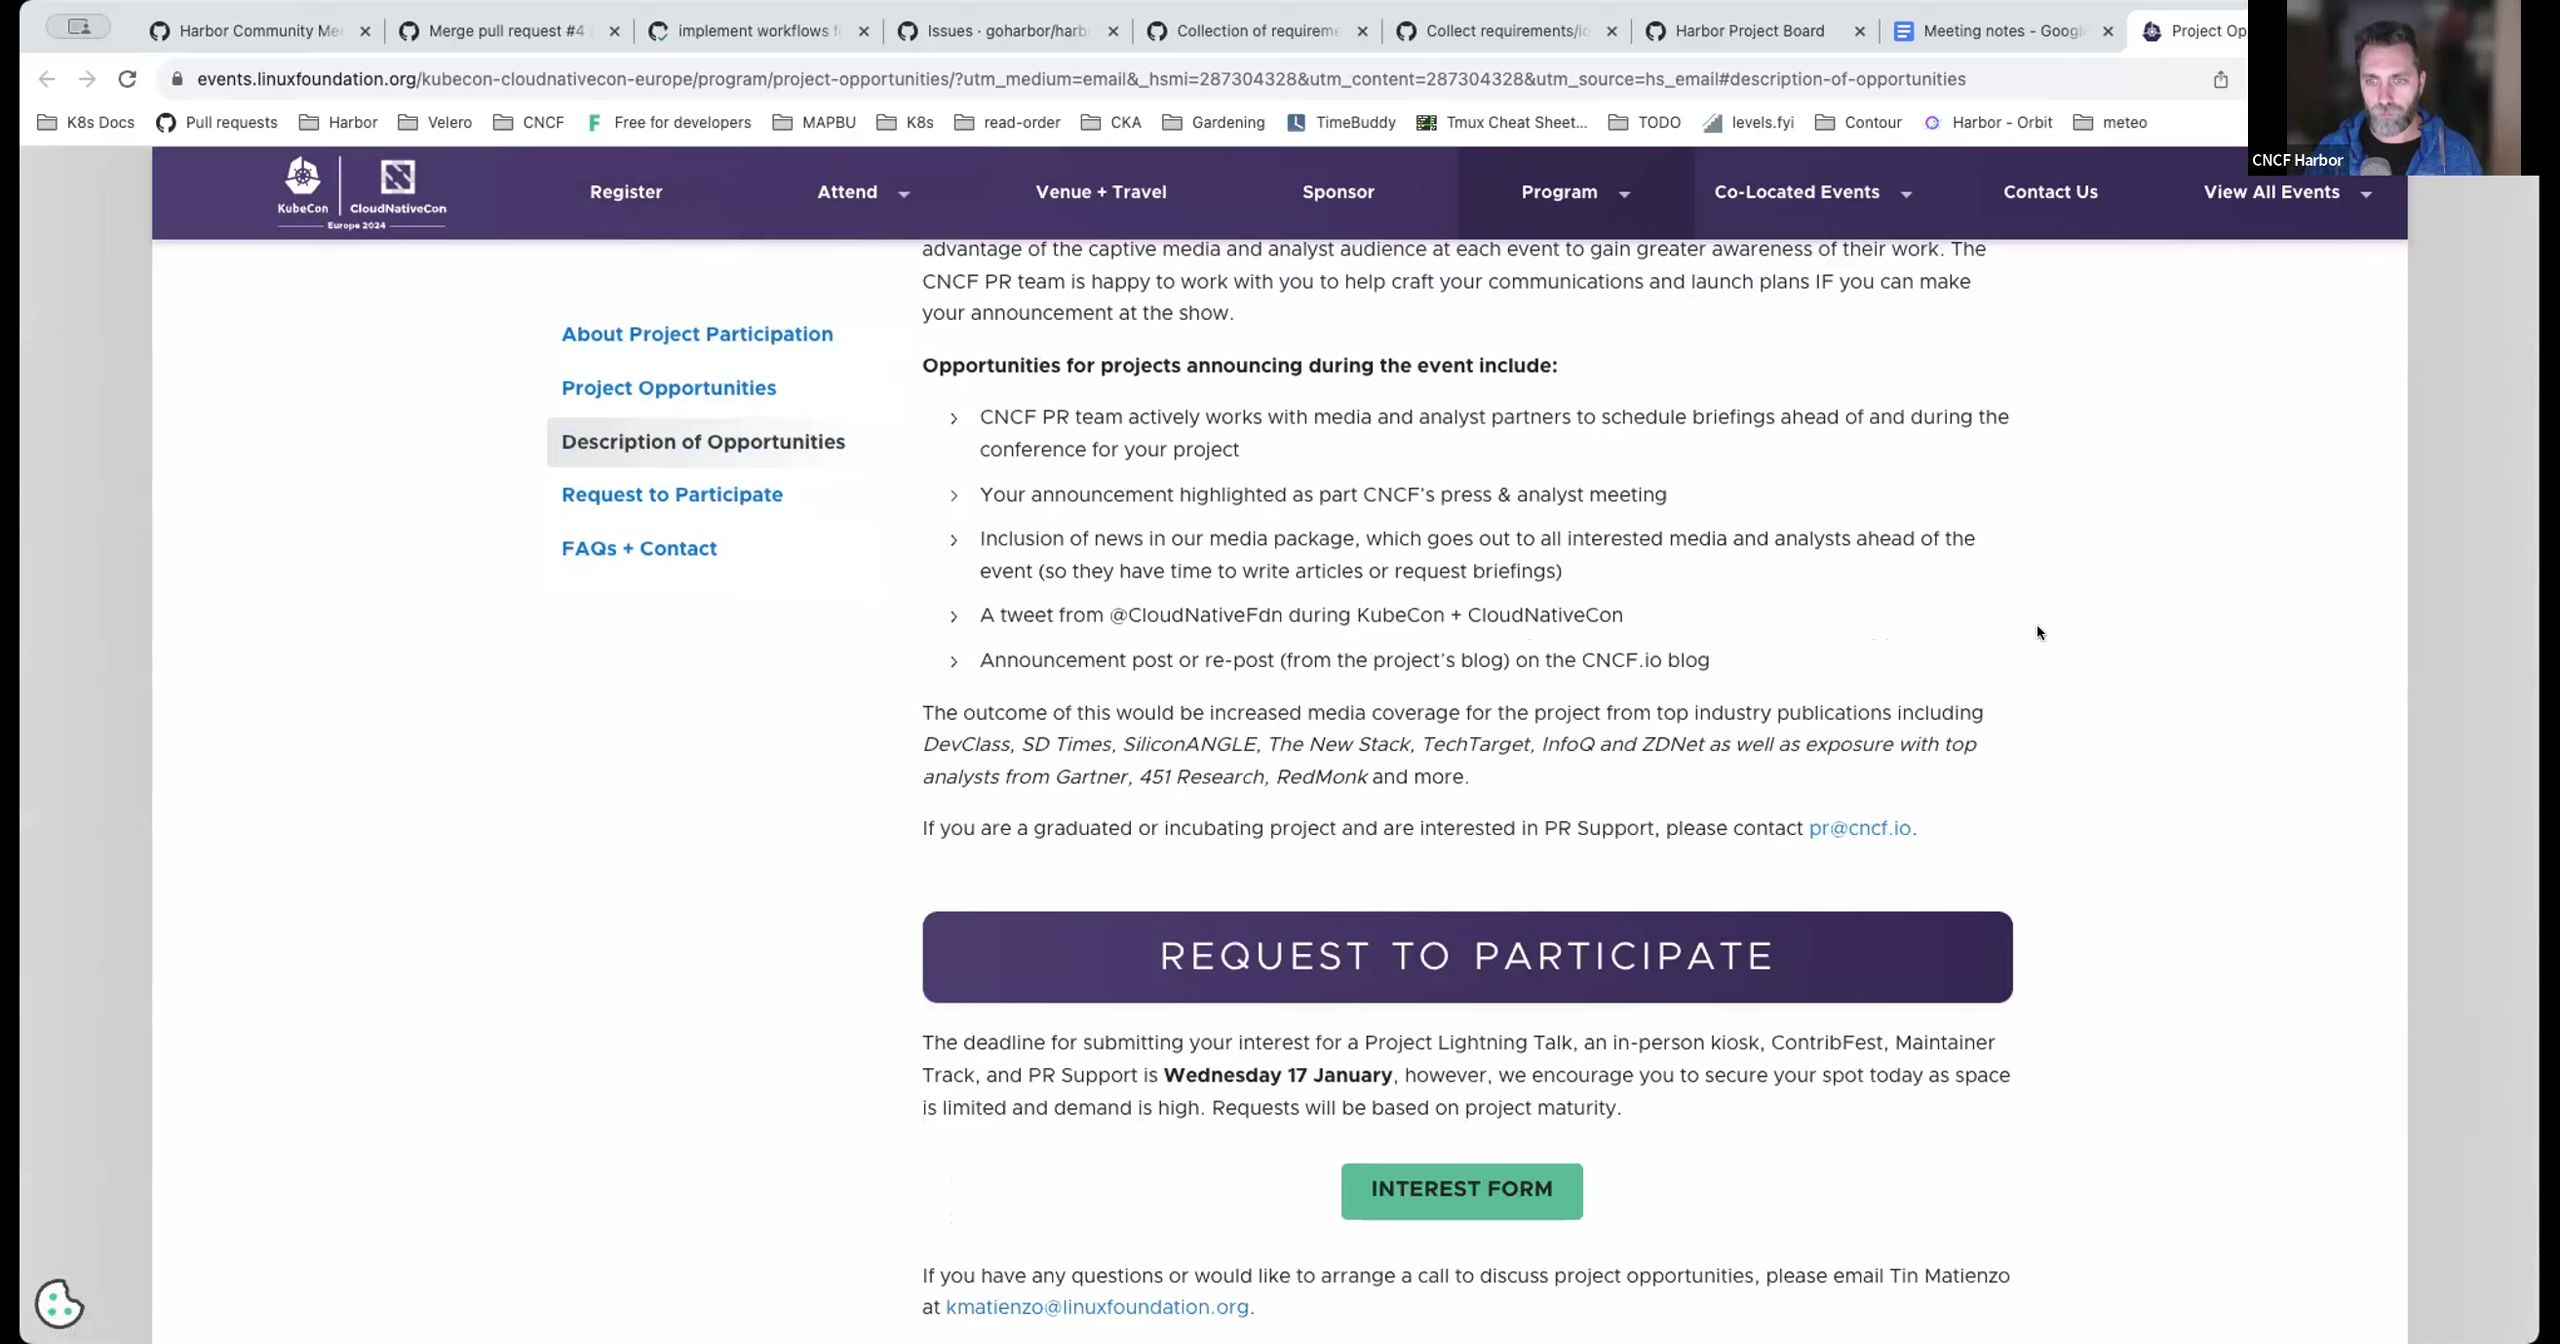 Harbor Community Me
Merge pull request #4
implement workflows f
Issues · goharbor/harb
Collection of requireme
Collect requirements/i
Harbor Project Board
Meeting notes - Googl
Project Op
events.linuxfoundation.org/kubecon-cloudnativecon-europe/program/project-opportunities/?utm_medium=email&_hsmi=287304328&utm_content=287304328&utm_source=hs_email#description-of-opportunities
K8s Docs
Pull requests
Harbor
Velero
CNCF
Free for developers
MAPBU
K8s
read-order
CKA
Gardening
TimeBuddy
Tmux Cheat Sheet...
TODO
levels.fyi
Contour
Harbor - Orbit
meteo
CNCF Harbor
KubeCon
CloudNativeCon
Europe 2024
Register
Attend
Venue + Travel
Sponsor
Program
Co-Located Events
Contact Us
View All Events
About Project Participation
Project Opportunities
Description of Opportunities
Request to Participate
FAQs + Contact
advantage of the captive media and analyst audience at each event to gain greater awareness of their work. The
CNCF PR team is happy to work with you to help craft your communications and launch plans IF you can make
your announcement at the show.
Opportunities for projects announcing during the event include:
CNCF PR team actively works with media and analyst partners to schedule briefings ahead of and during the
conference for your project
Your announcement highlighted as part CNCF's press & analyst meeting
Inclusion of news in our media package, which goes out to all interested media and analysts ahead of the
event (so they have time to write articles or request briefings)
A tweet from @CloudNativeFdn during KubeCon + CloudNativeCon
Announcement post or re-post (from the project's blog) on the CNCF.io blog
The outcome of this would be increased media coverage for the project from top industry publications including
DevClass, SD Times, SiliconANGLE, The New Stack, TechTarget, InfoQ and ZDNet as well as exposure with top
analysts from Gartner, 451 Research, RedMonk and more.
If you are a graduated or incubating project and are interested in PR Support, please contact pr@cncf.io.
REQUEST TO PARTICIPATE
The deadline for submitting your interest for a Project Lightning Talk, an in-person kiosk, ContribFest, Maintainer
Track, and PR Support is Wednesday 17 January, however, we encourage you to secure your spot today as space
is limited and demand is high. Requests will be based on project maturity.
INTEREST FORM
If you have any questions or would like to arrange a call to discuss project opportunities, please email Tin Matienzo
at kmatienzo@linuxfoundation.org.